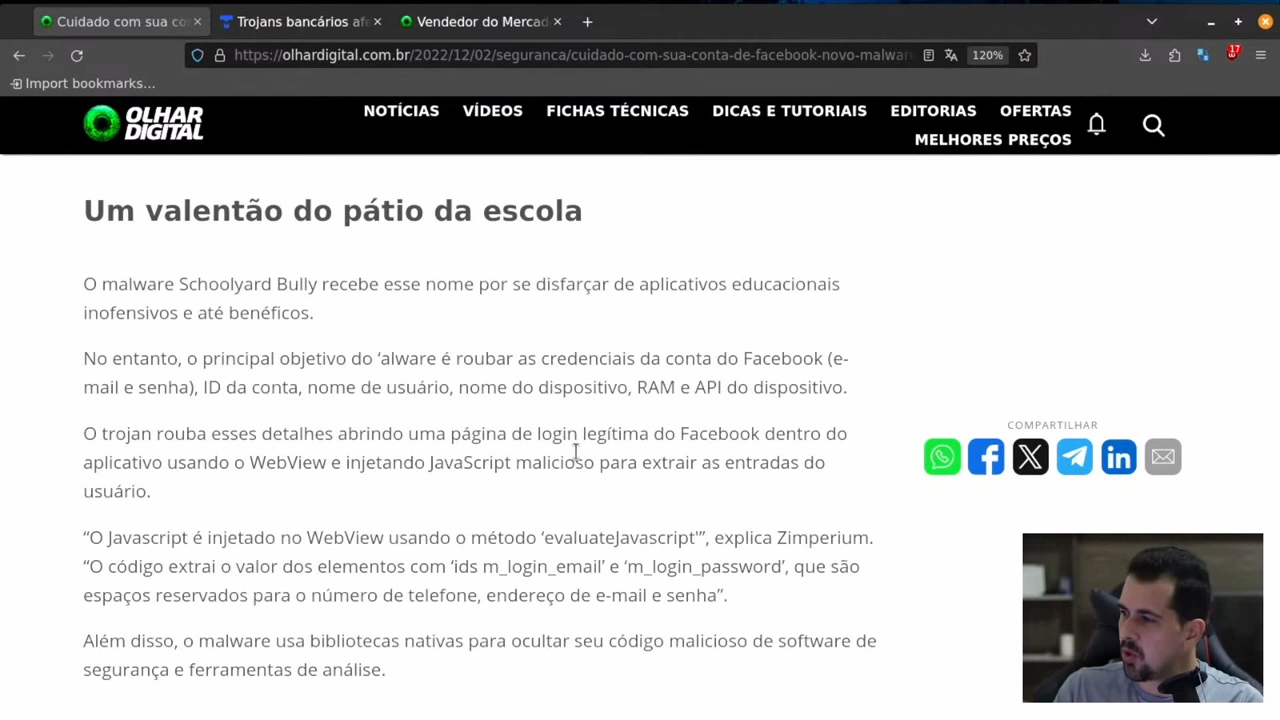 Cuidado com sua co
Trojans bancários afe
Vendedor do Mercad
https://olhardigital.com.br/2022/12/02/seguranca/cuidado-com-sua-conta-de-facebook-novo-malwar
120%
17
Import bookmarks...
OLHAR
DIGITAL
NOTÍCIAS VÍDEOS FICHAS TÉCNICAS DICAS E TUTORIAIS EDITORIAS OFERTAS
MELHORES PREÇOS
Um valentão do pátio da escola
O malware Schoolyard Bully recebe esse nome por se disfarçar de aplicativos educacionais
inofensivos e até benéficos.
No entanto, o principal objetivo do ‘alware é roubar as credenciais da conta do Facebook (e-
mail e senha), ID da conta, nome de usuário, nome do dispositivo, RAM e API do dispositivo.
O trojan rouba esses detalhes abrindo uma página de login legítima do Facebook dentro do
aplicativo usando o WebView e injetando JavaScript malicioso para extrair as entradas do
usuário.
“O Javascript é injetado no WebView usando o método ‘evaluateJavascript'”, explica Zimperium.
“O código extrai o valor dos elementos com ‘ids m_login_email’ e ‘m_login_password’, que são
espaços reservados para o número de telefone, endereço de e-mail e senha”.
Além disso, o malware usa bibliotecas nativas para ocultar seu código malicioso de software de
segurança e ferramentas de análise.
COMPARTILHAR